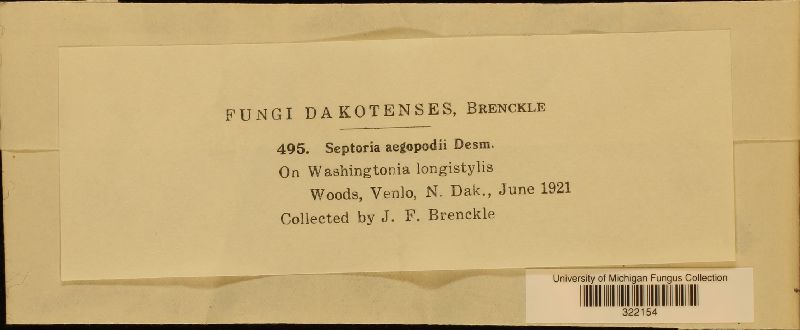 FUNGI DAKOTENSES, BRENCKLE
495. Septoria aegopodii Desm.
On Washingtonia longistylis
Woods, Venlo, N. Dak., June 1921
Collected by J. F. Brenckle
University of Michigan Fungus Collection
322154